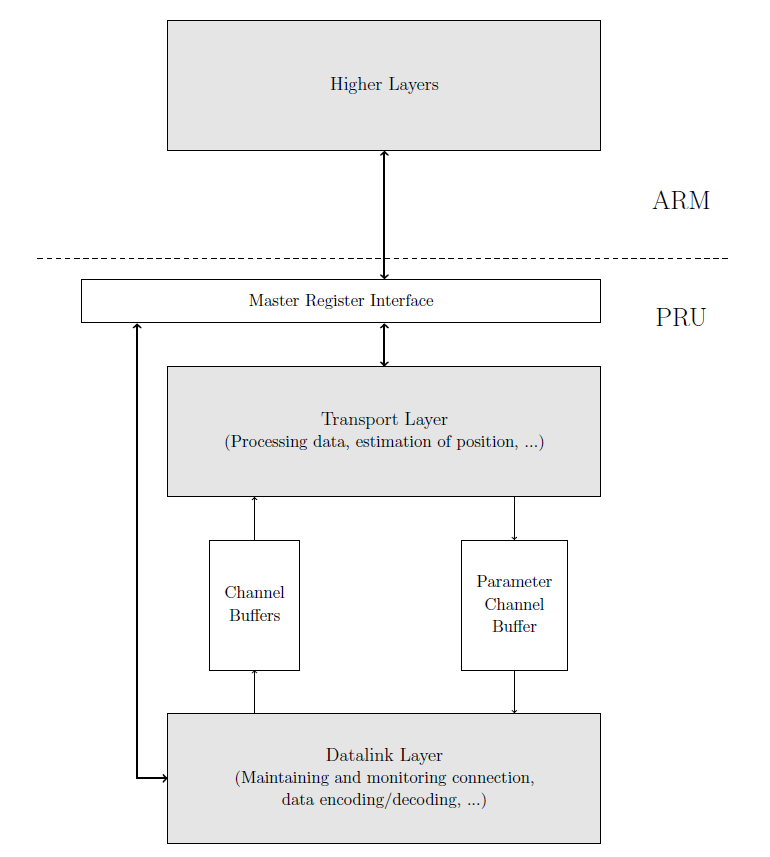 Higher Layers
ARM
Master Register Interface
PRU
Transport Layer
(Processing data, estimation of position, ...)
Channel
Buffers
Parameter
Channel
Buffer
Datalink Layer
(Maintaining and monitoring connection,
data encoding/decoding, ...)